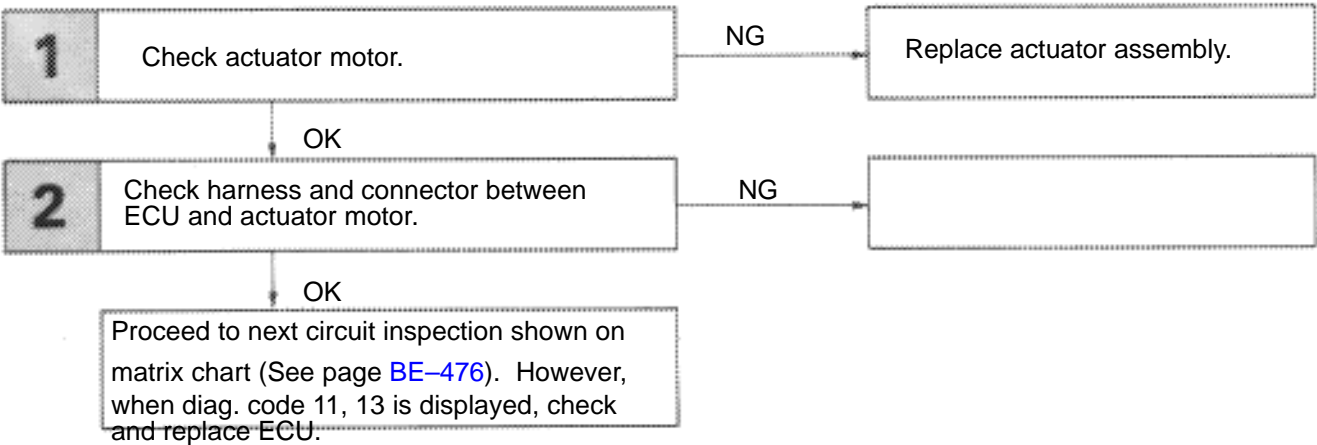 1
Check actuator motor.
NG
Replace actuator assembly.
OK
2
Check harness and connector between
ECU and actuator motor.
NG
OK
Proceed to next circuit inspection shown on
matrix chart (See page BE–476). However,
when diag. code 11, 13 is displayed, check
and replace ECU.